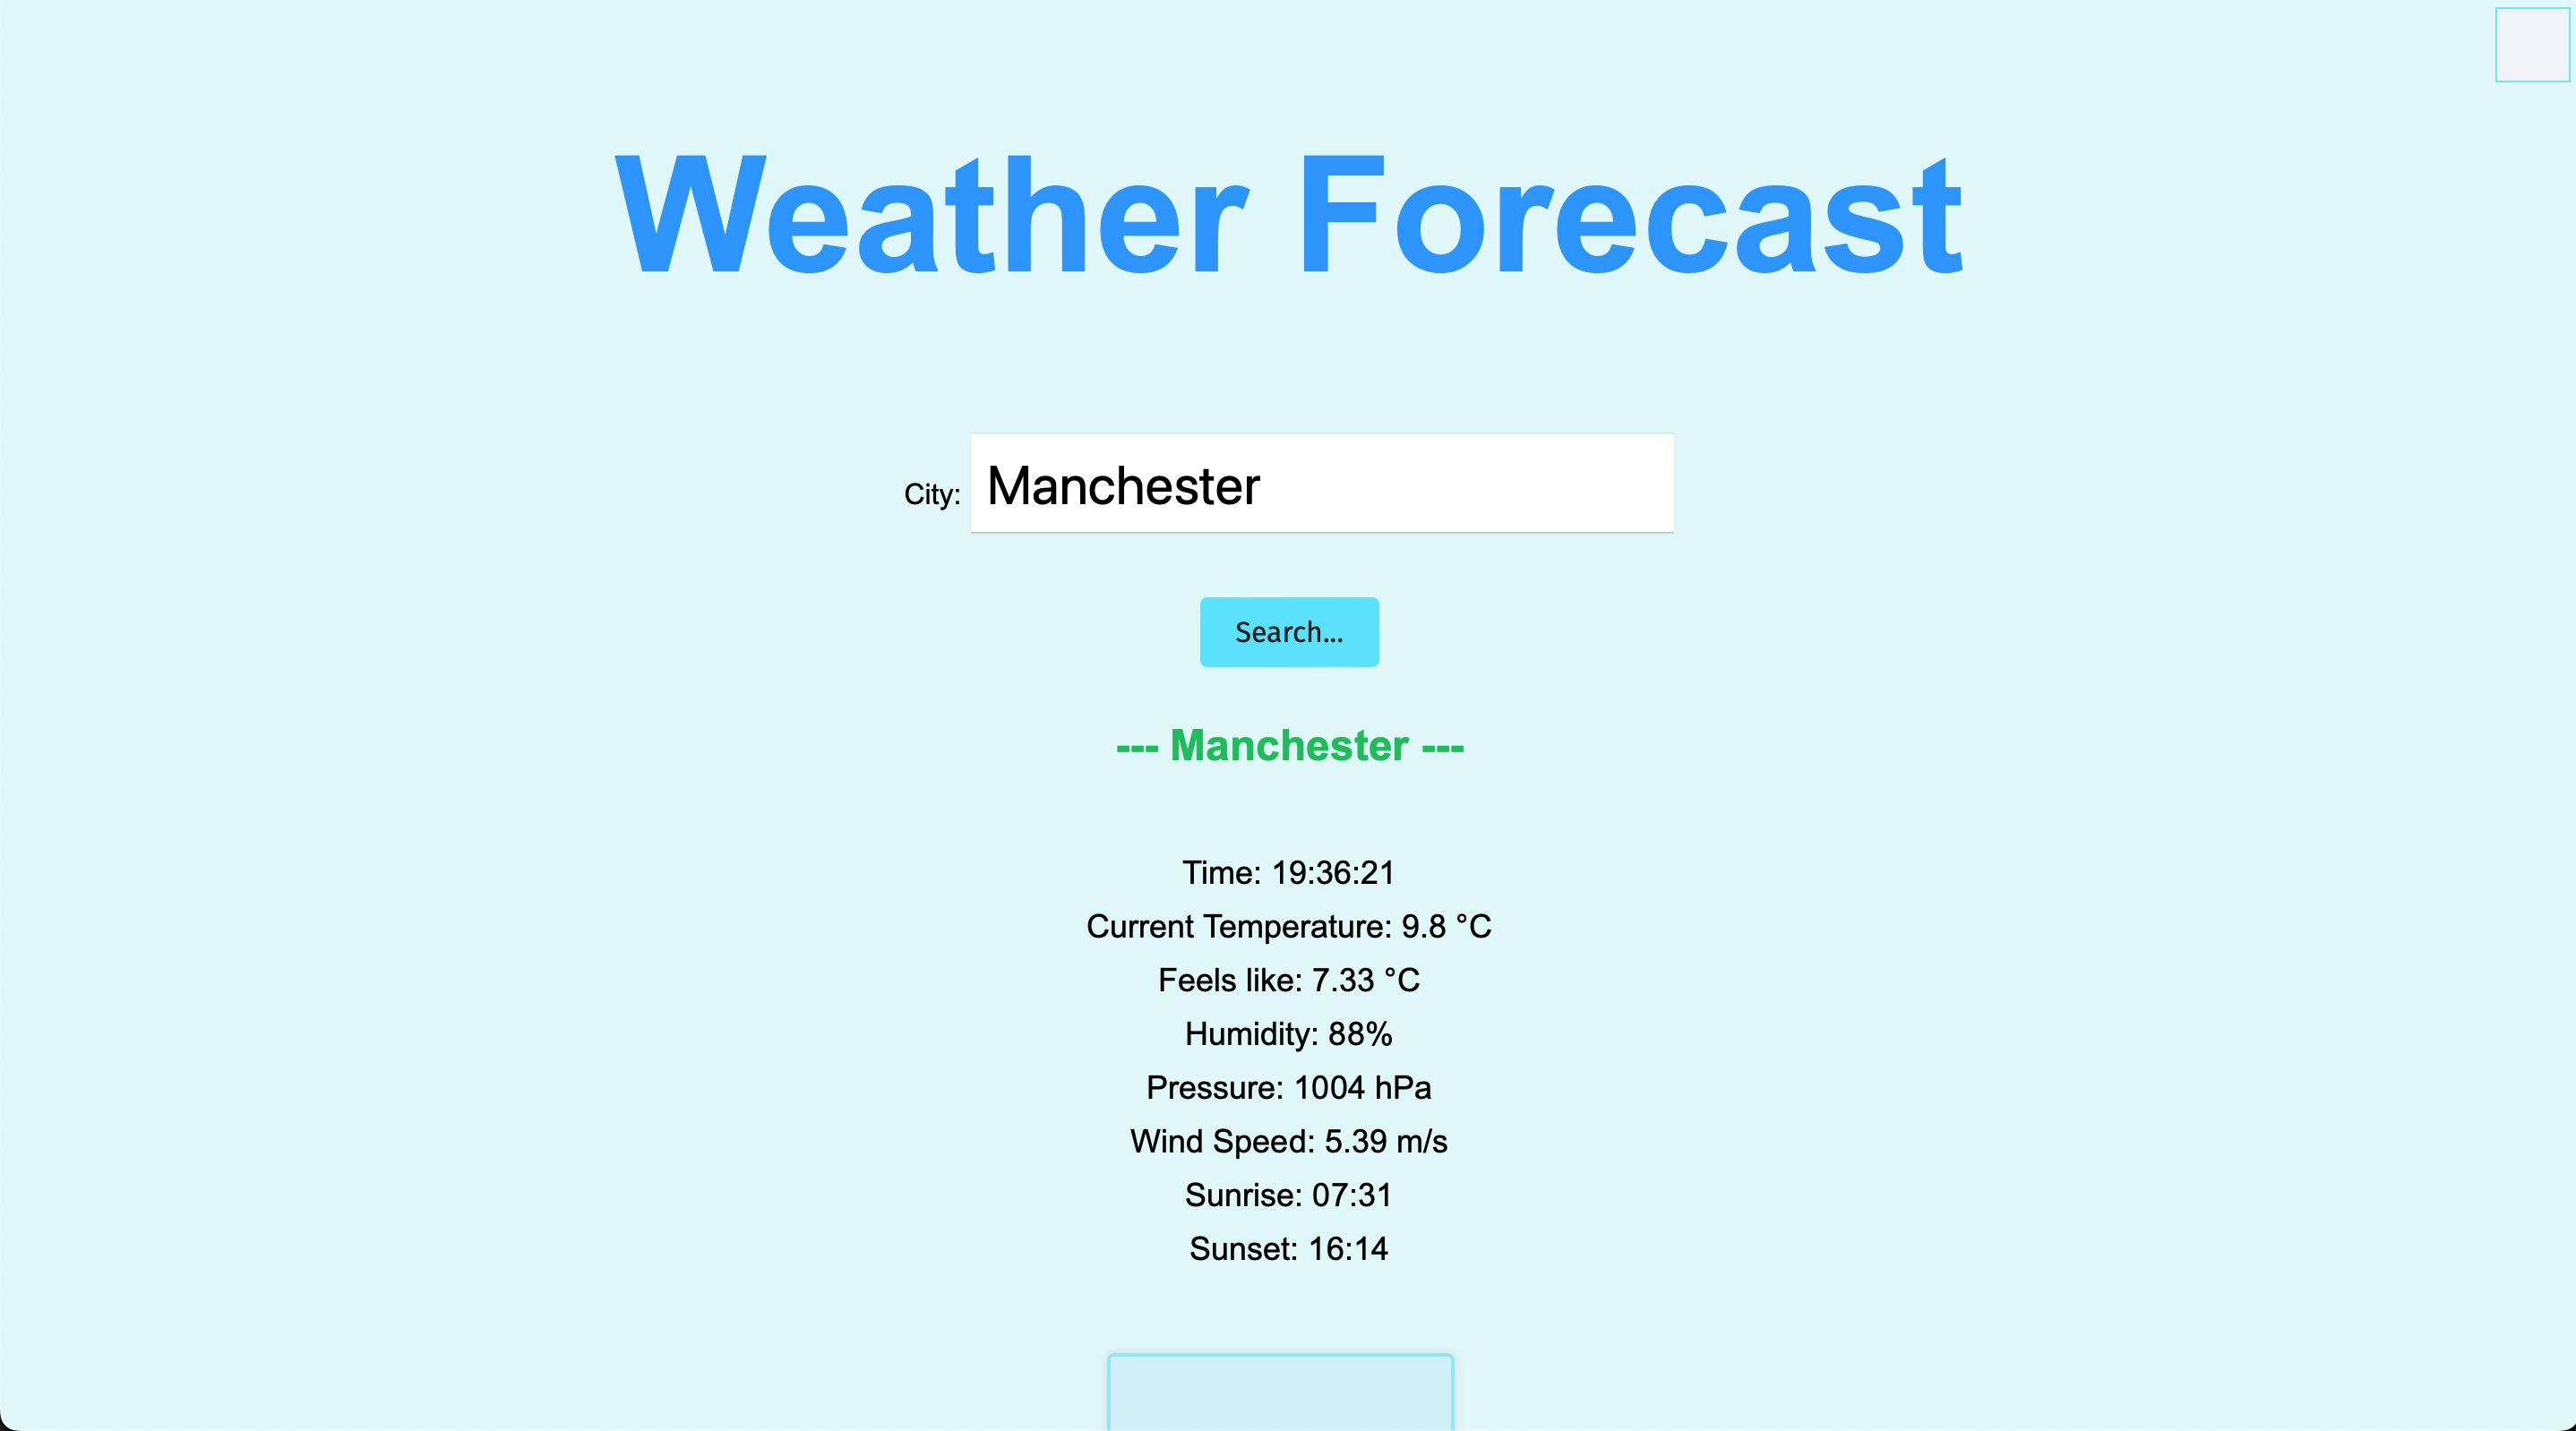 Weather Forecast
City: Manchester
Search...
--- Manchester ---
Time: 19:36:21
Current Temperature: 9.8 °C
Feels like: 7.33 °C
Humidity: 88%
Pressure: 1004 hPa
Wind Speed: 5.39 m/s
Sunrise: 07:31
Sunset: 16:14